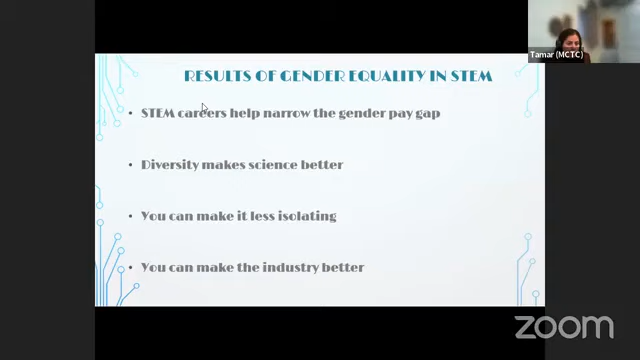 Tamar (MCTC)
RESULTS OF GENDER EQUALITY IN STEM
• STEM careers help narrow the gender pay gap
• Diversity makes science better
• You can make it less isolating
• You can make the industry better
zoom